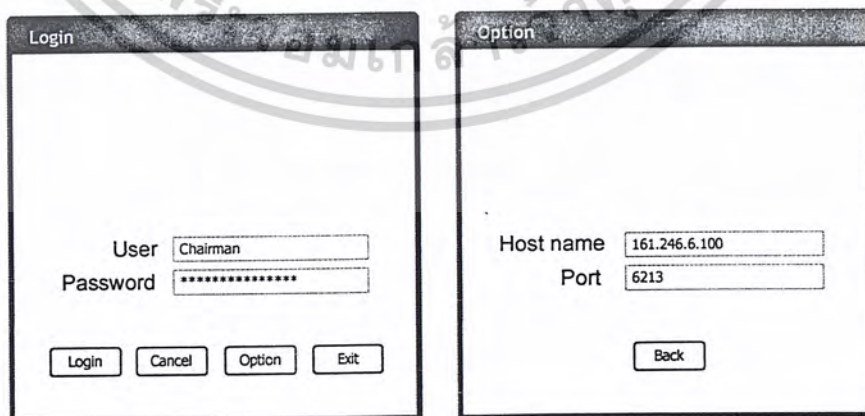 Login
User Chairman
Password ***************
Login Cancel Option Exit
Option
Host name 161.246.6.100
Port 6213
Back